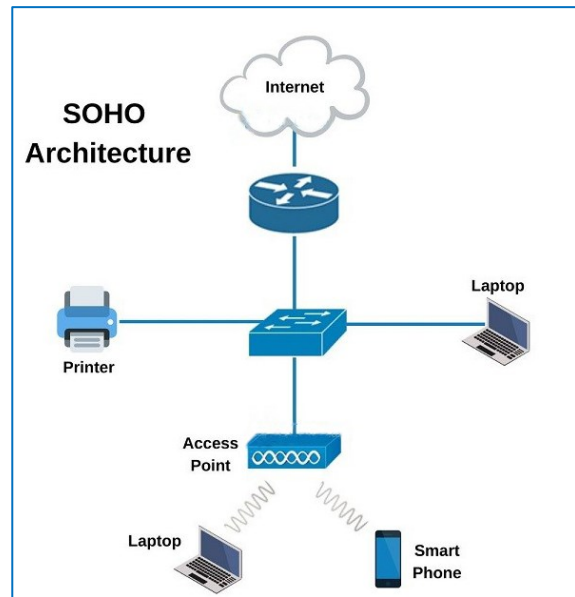 Internet
SOHO
Architecture
Laptop
Printer
Access
Point
Laptop
Smart
Phone